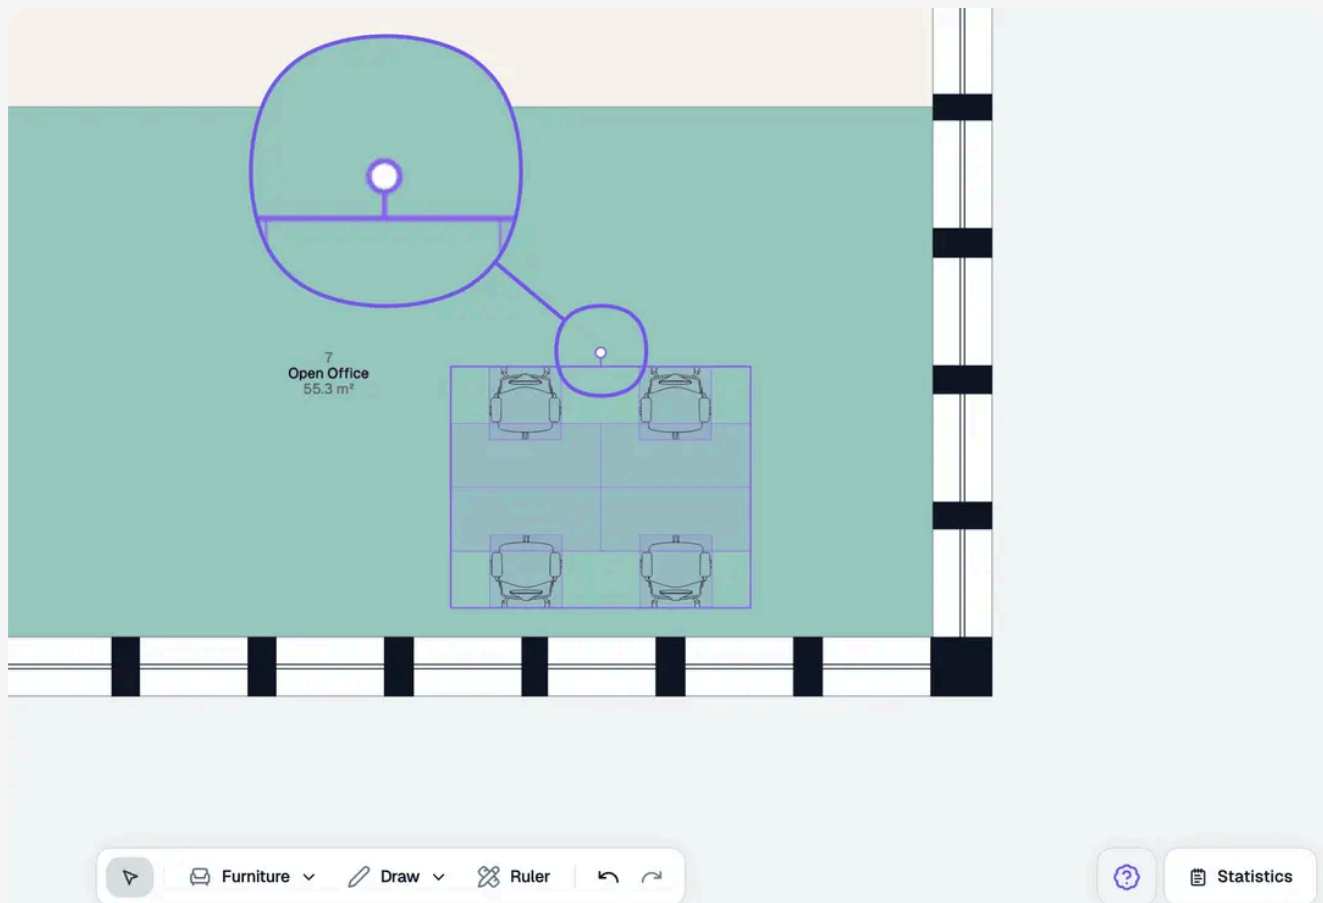 7
Open Office
55.3 m²
Furniture
Draw
Ruler
Statistics